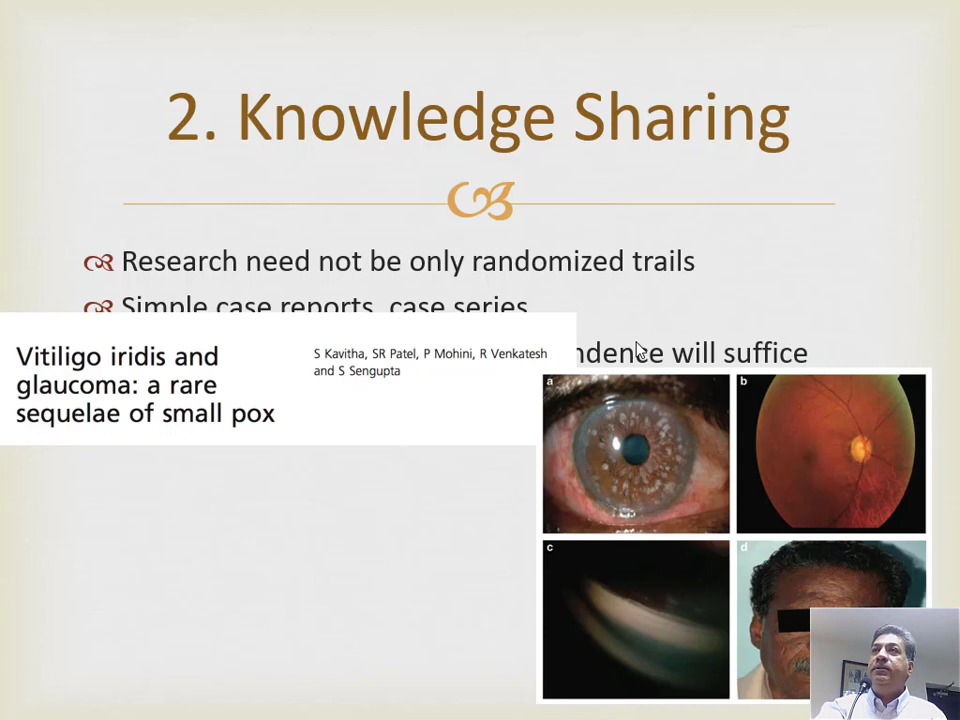 2. Knowledge Sharing
Research need not be only randomized trails
Simple case reports, case series
will suffice
Vitiligo iridis and
glaucoma: a rare
sequelae of small pox
S Kavitha, SR Patel, P Mohini, R Venkatesh
and S Sengupta
a
b
c
d